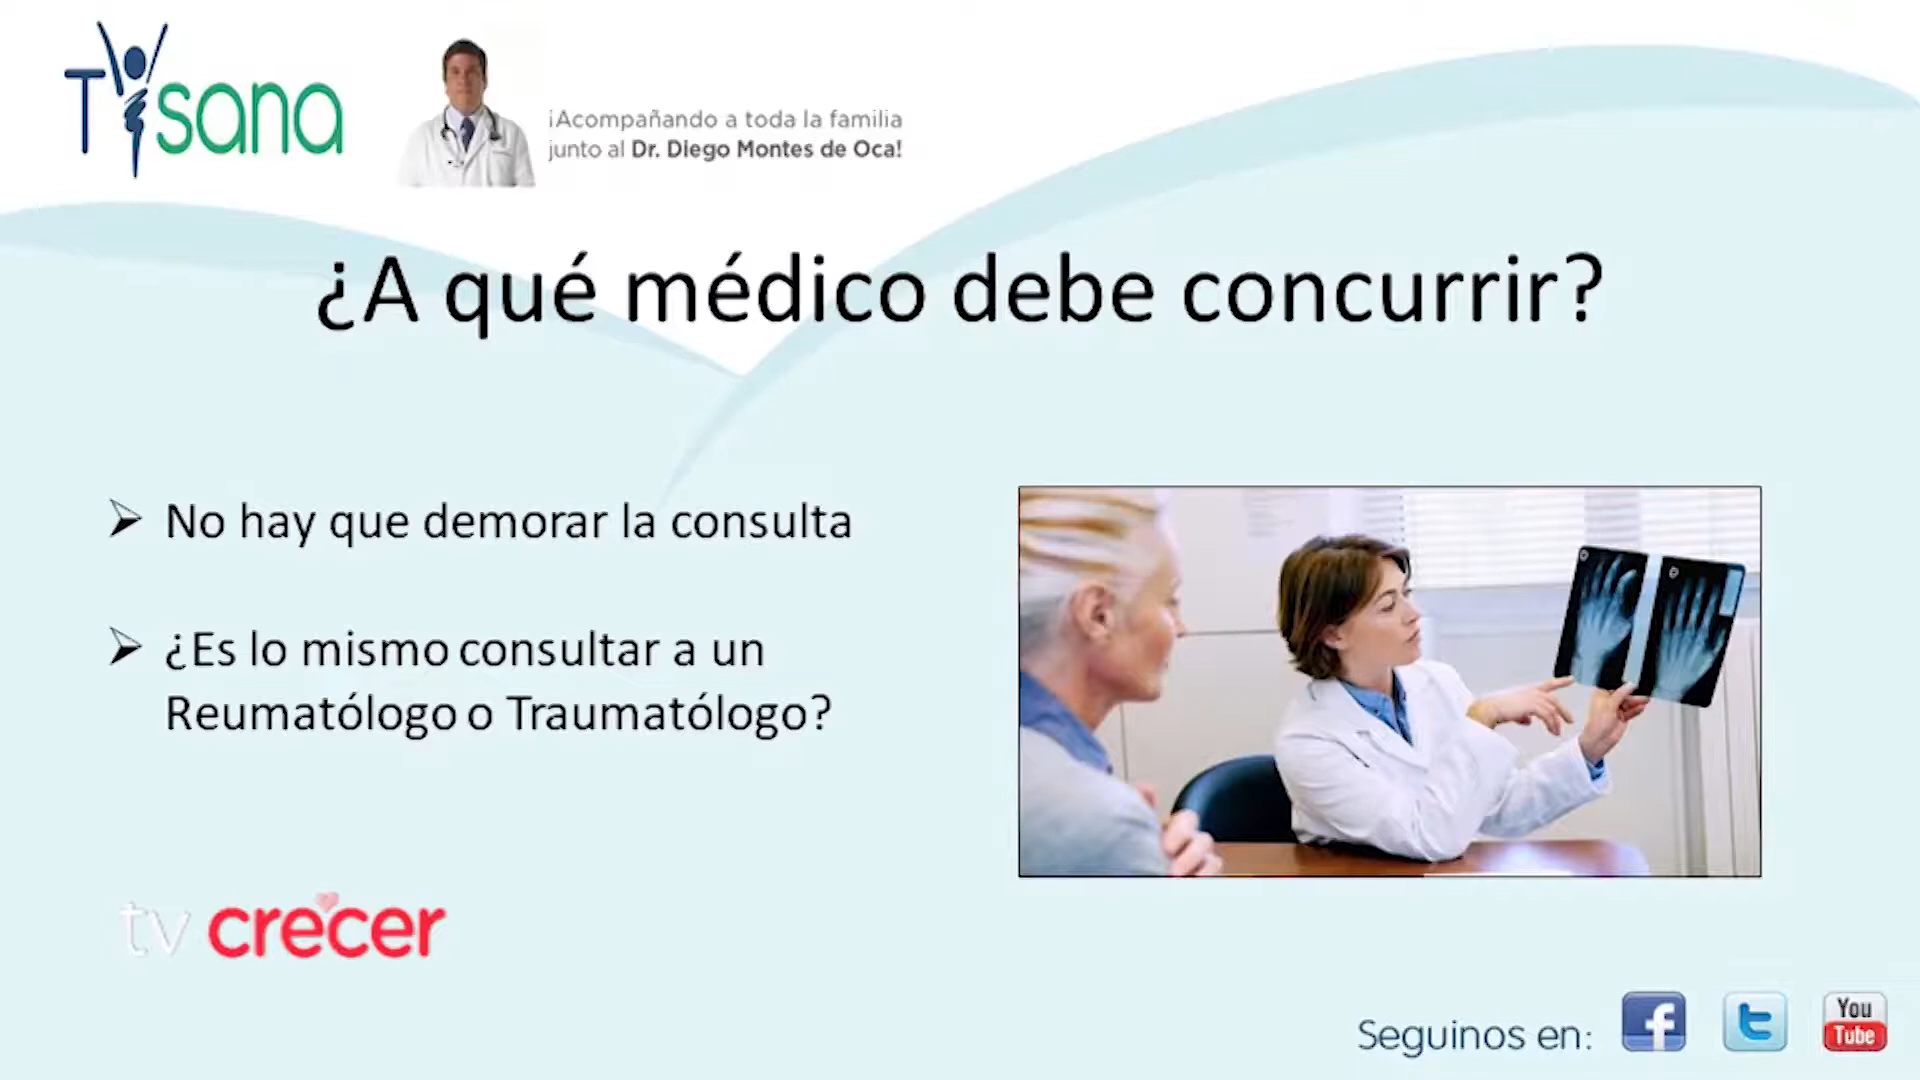 Tysana
¡Acompañando a toda la familia
junto al Dr. Diego Montes de Oca!
¿A qué médico debe concurrir?
No hay que demorar la consulta
¿Es lo mismo consultar a un
Reumatólogo o Traumatólogo?
tv crecer
Seguinos en:
You
Tube